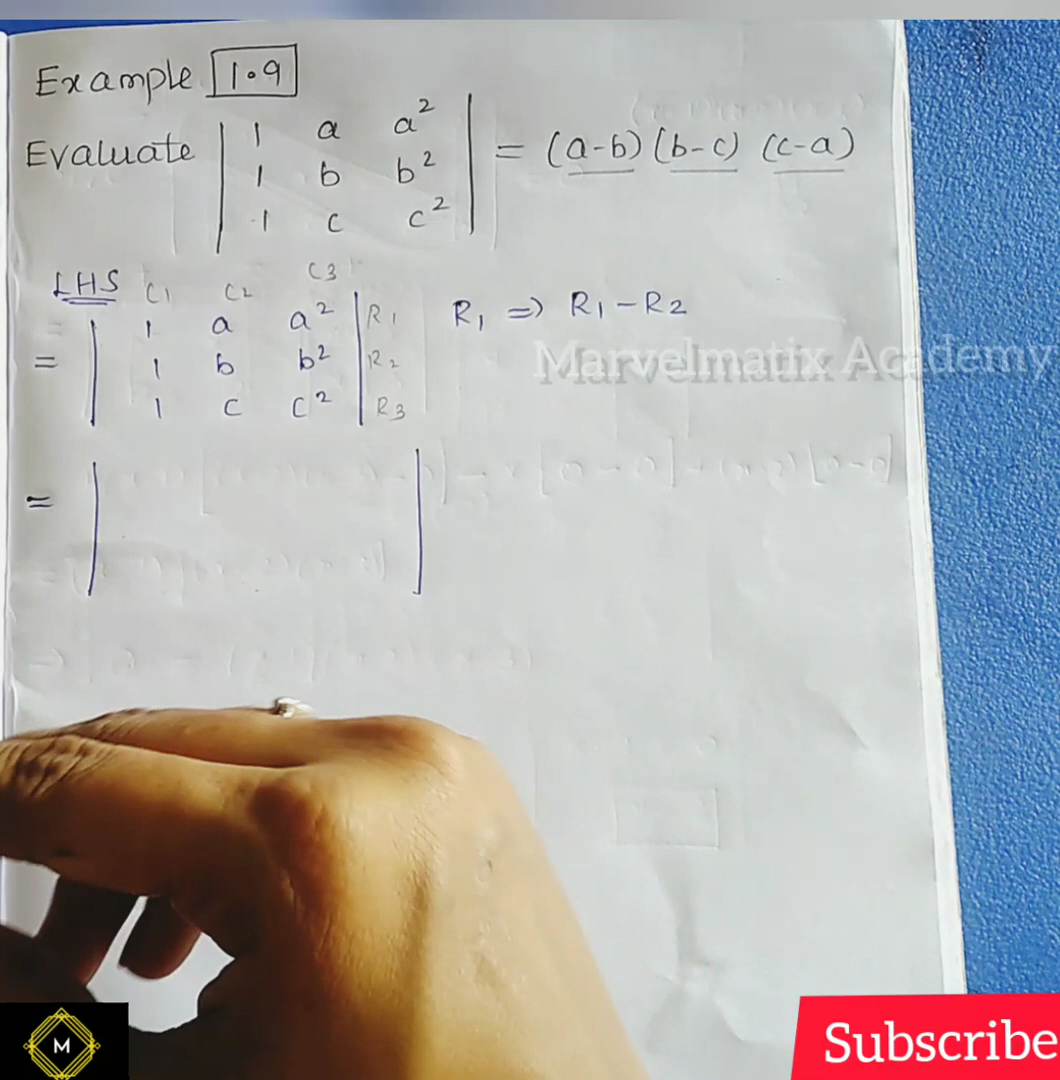 Example 1.9
Evaluate | 1 a a² | = (a-b) (b-c) (c-a)
| 1 b b² |
| 1 c c² |
LHS C1 C2 C3
= | 1 a a² | R1 R1 ⇒ R1 - R2
| 1 b b² | R2
| 1 c c² | R3
Marvelmatix Academy
= | |
M
Subscribe